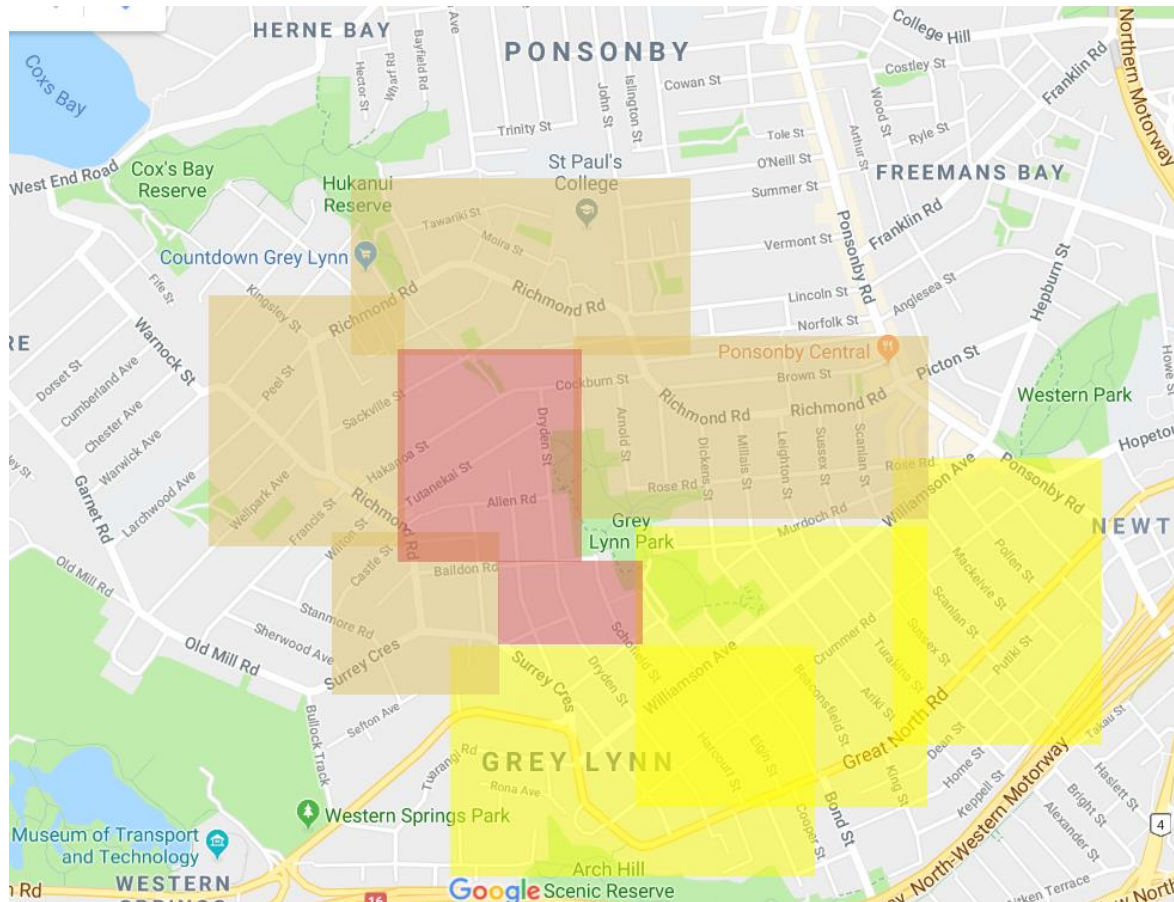 HERNE BAY
PONSONBY
College Hill
Northern Motorway
Costley St
Franklin Rd
Cowan St
Bayfield Rd
Wharf Rd
Hector St
Islington St
John St
Wood St
Coxs Bay
Trinity St
Tole St
Arthur St
Ryle St
St Paul's
College
O'Neill St
FREEMANS BAY
West End Road
Cox's Bay
Reserve
Hukanui
Reserve
Summer St
Tawariki St
Moira St
Ponsonby Rd
Franklin Rd
Vermont St
Countdown Grey Lynn
Hepburn St
Fife St
Kingsley St
Richmond Rd
Richmond Rd
Lincoln St
Anglesea St
Norfolk St
Warnock St
RE
Ponsonby Central
Picton St
Howe St
Dorset St
Cumberland Ave
Peel St
Cockburn St
Brown St
Western Park
Chester Ave
Sackville St
Dryden St
Arnold St
Richmond Rd
Richmond Rd
Warwick Ave
Hakanoa St
Dickens St
Millais St
Leighton St
Sussex St
Scanlan St
Hopetou
Larchwood Ave
Tutanekai St
Rose Rd
Williamson Ave
Ponsonby Rd
Garnet Rd
Wellpark Ave
Francis St
Richmond Rd
Allen Rd
Rose Rd
Wilton St
Grey
Lynn Park
Murdoch Rd
NEWT
Old Mill Rd
Castle St
Baildon Rd
Pollen St
Mackelvie St
Stanmore Rd
Scanlan St
Sherwood Ave
Schofield St
Crummer Rd
Sussex St
Putiki St
Old Mill Rd
Surrey Cres
Surrey Cres
Dryden St
Williamson Ave
Turakina St
Beaconsfield St
Ariki St
Bullock Track
Sefton Ave
Great North Rd
Dean St
Takau St
Tuarangi Rd
GREY LYNN
Harcourt St
Elgin St
Home St
Haslett St
Rona Ave
King St
Keppell St
Bright St
Western Springs Park
Bond St
Cooper St
Alexander St
4
Museum of Transport
and Technology
Arch Hill
Scenic Reserve
North-Western Motorway
WESTERN
n Rd
16
Google
Aitken Terrace
w North